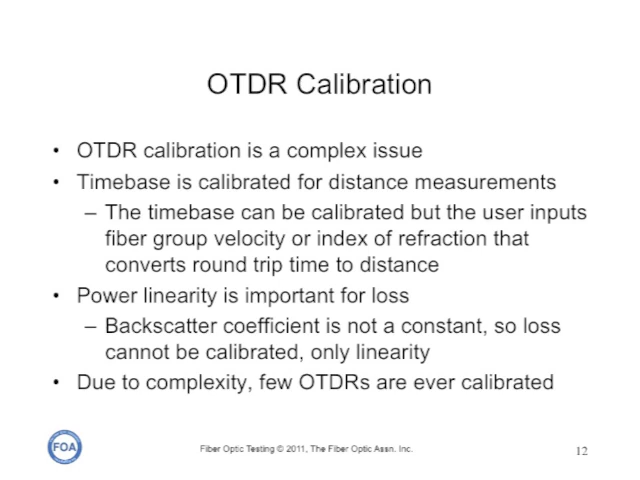 OTDR Calibration
• OTDR calibration is a complex issue
• Timebase is calibrated for distance measurements
– The timebase can be calibrated but the user inputs
fiber group velocity or index of refraction that
converts round trip time to distance
• Power linearity is important for loss
– Backscatter coefficient is not a constant, so loss
cannot be calibrated, only linearity
• Due to complexity, few OTDRs are ever calibrated
FOA
Fiber Optic Testing © 2011, The Fiber Optic Assn. Inc.
12